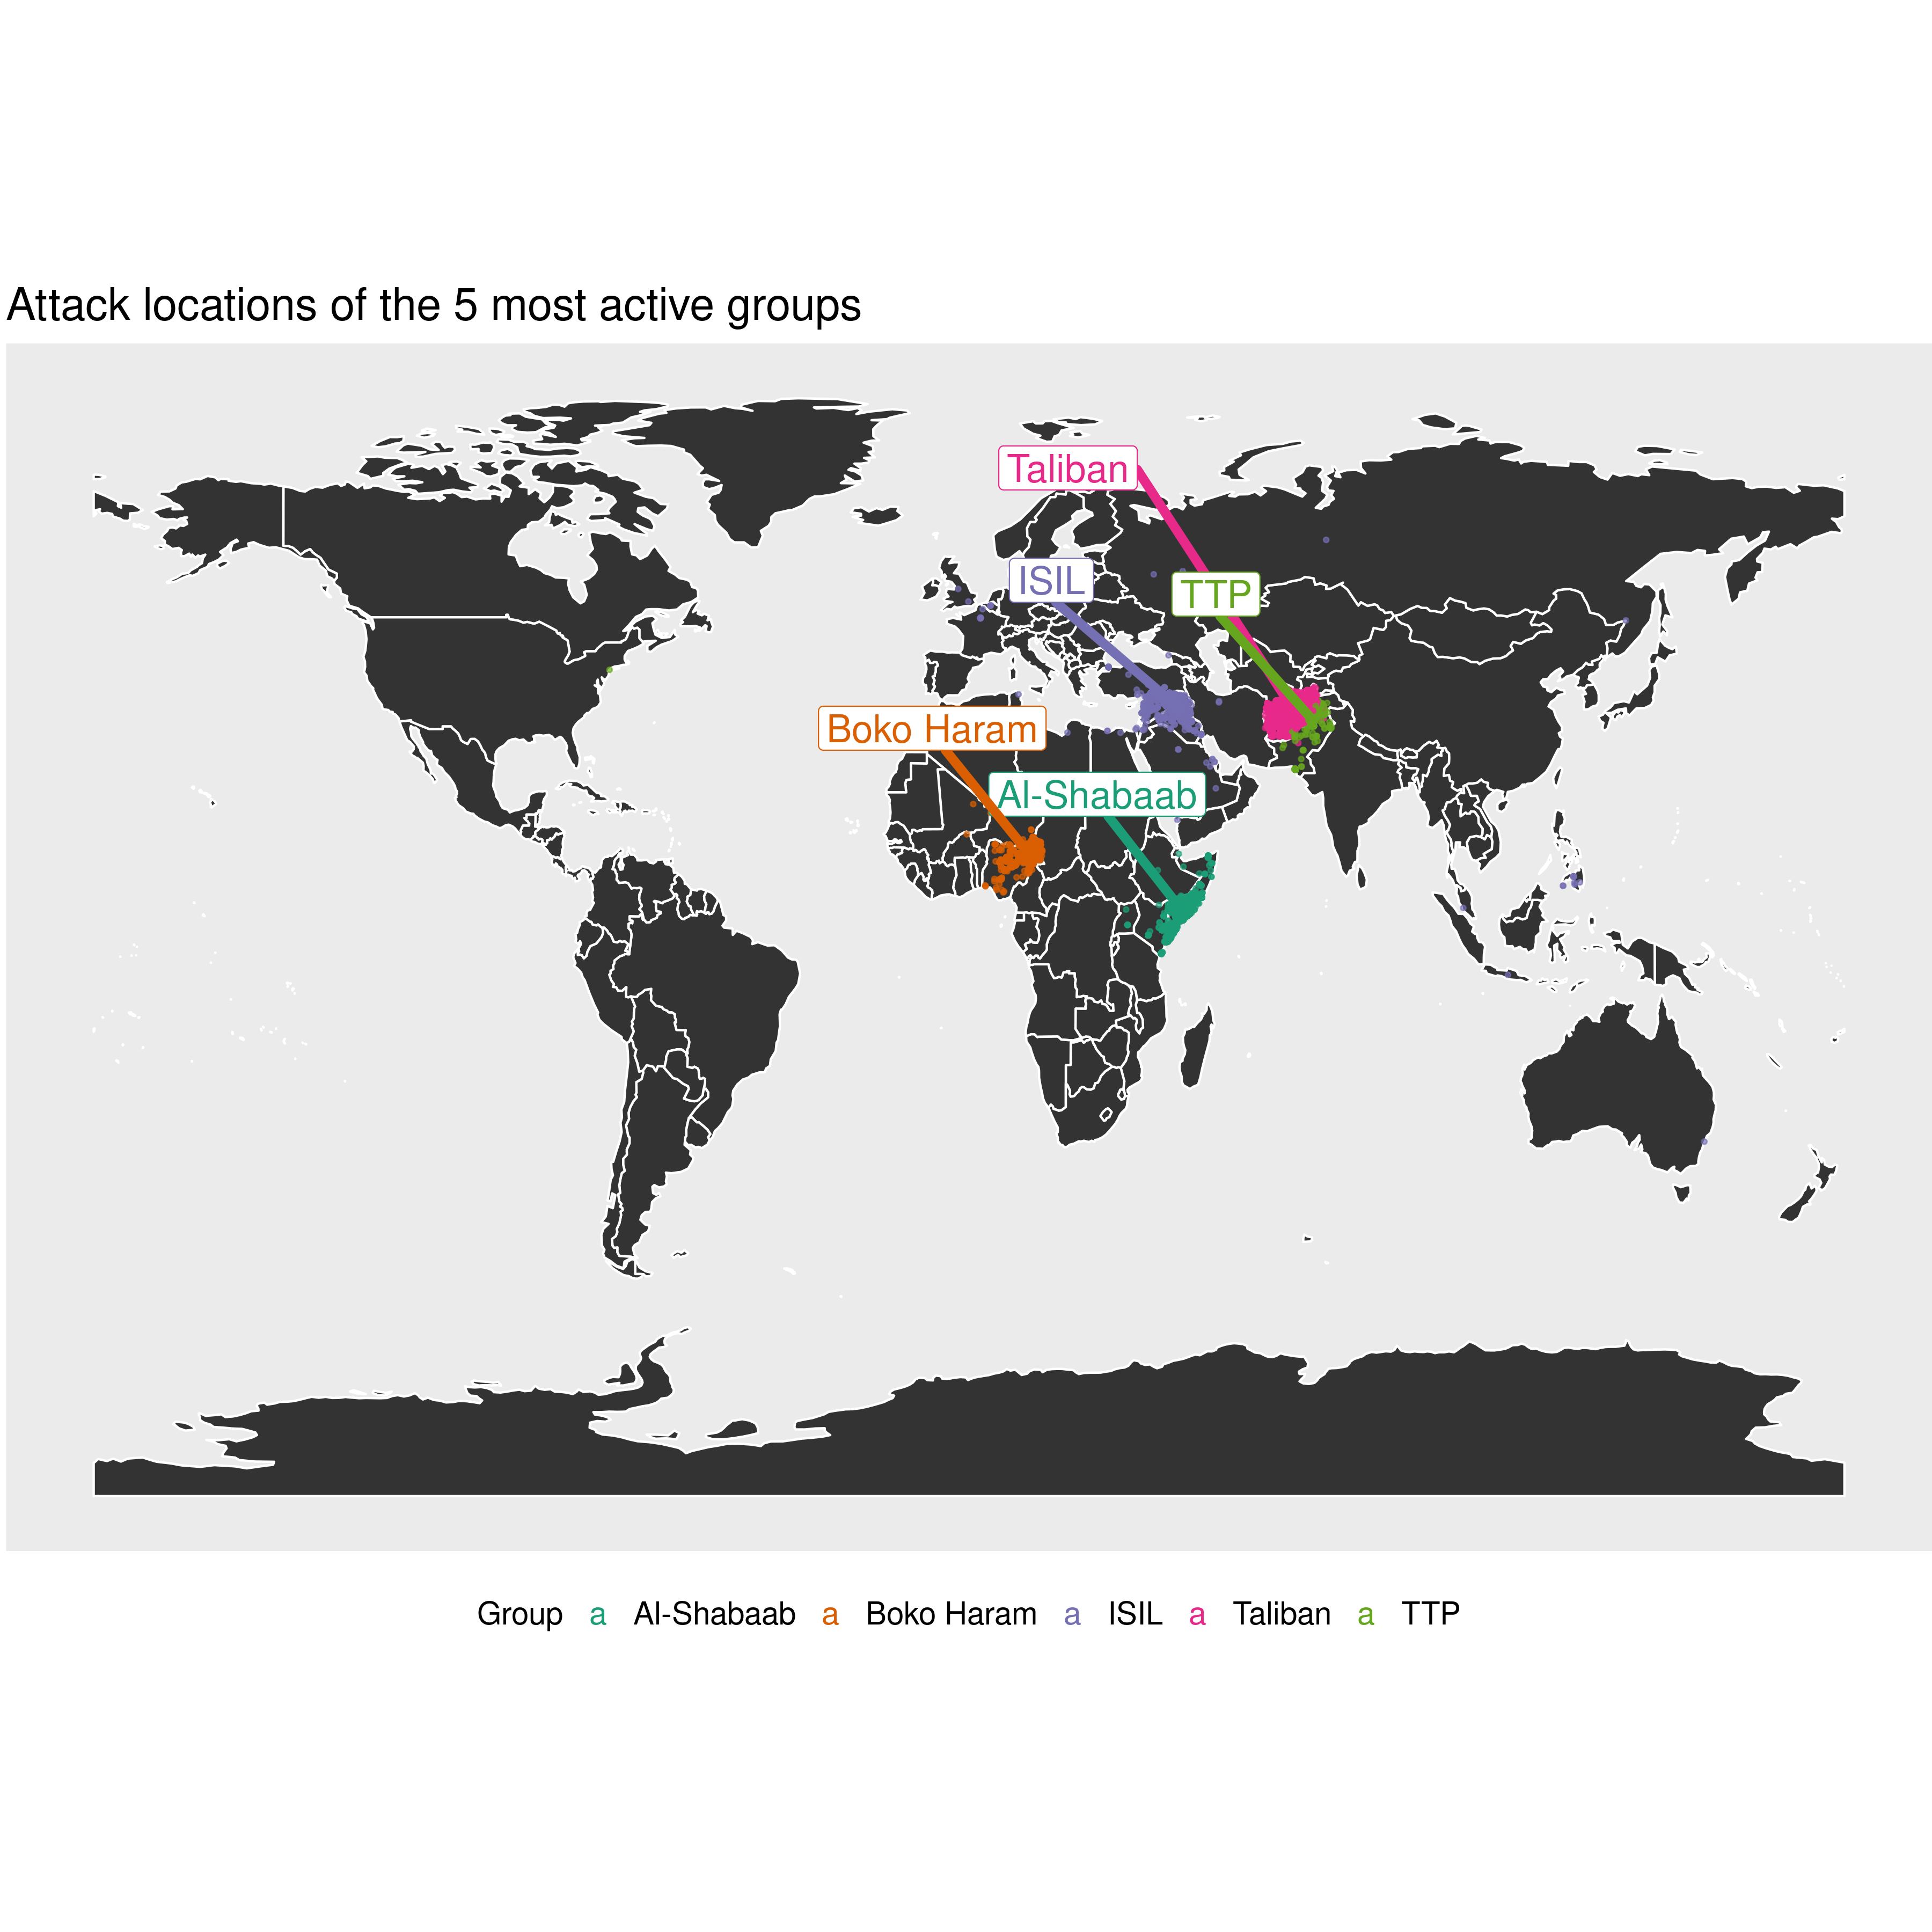 Attack locations of the 5 most active groups
Taliban
ISIL
TTP
Boko Haram
Al-Shabaab
Group a Al-Shabaab a Boko Haram a ISIL a Taliban a TTP